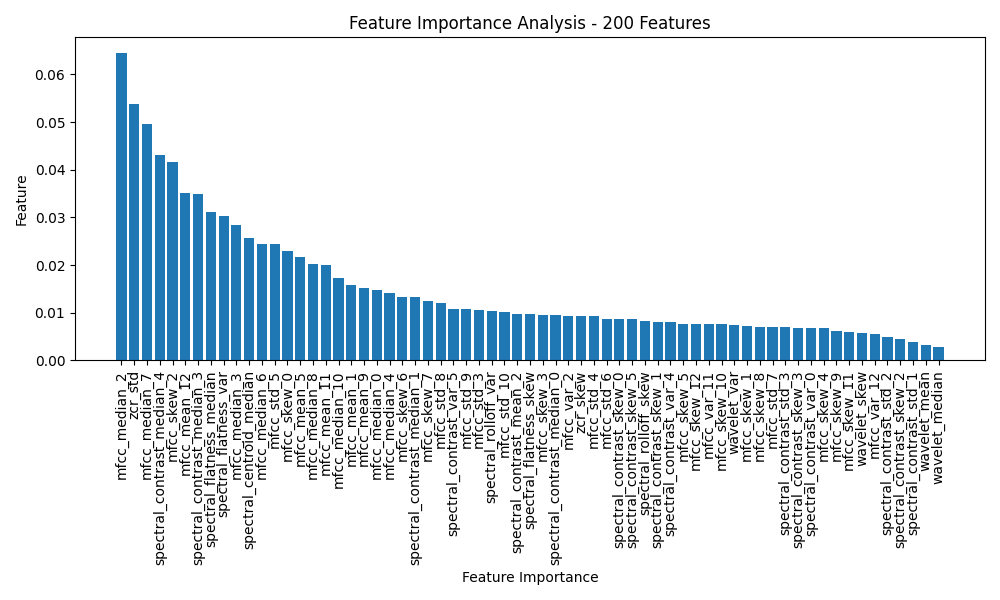 Feature Importance Analysis - 200 Features
Feature
0.06
0.05
0.04
0.03
0.02
0.01
0.00
mfcc_median_2
zcr_std
mfcc_median_7
spectral_contrast_median_4
mfcc_skew_2
mfcc_mean_12
spectral_contrast_median_3
spectral_flatness_median
spectral_flatness_var
mfcc_median_3
spectral_centroid_median
mfcc_median_6
mfcc_std_5
mfcc_skew_0
mfcc_mean_5
mfcc_median_8
mfcc_mean_11
mfcc_median_10
mfcc_mean_1
mfcc_mean_9
mfcc_median_0
mfcc_median_4
mfcc_skew_6
spectral_contrast_median_1
mfcc_skew_7
mfcc_std_8
spectral_contrast_var_5
mfcc_std_9
mfcc_std_3
spectral_rolloff_var
mfcc_std_10
spectral_contrast_mean_2
spectral_flatness_skew
mfcc_skew_3
spectral_contrast_median_0
mfcc_var_2
zcr_skew
mfcc_std_4
mfcc_std_6
spectral_contrast_skew_0
spectral_contrast_skew_5
spectral_rolloff_skew
spectral_contrast_skew_1
spectral_contrast_var_4
mfcc_skew_5
mfcc_skew_12
mfcc_var_11
mfcc_skew_10
wavelet_var
mfcc_skew_1
mfcc_skew_8
mfcc_std_7
spectral_contrast_std_3
spectral_contrast_skew_3
spectral_contrast_var_0
mfcc_skew_4
mfcc_skew_9
mfcc_skew_11
wavelet_skew
mfcc_var_12
spectral_contrast_std_2
spectral_contrast_skew_2
spectral_contrast_std_1
wavelet_mean
wavelet_median
Feature Importance